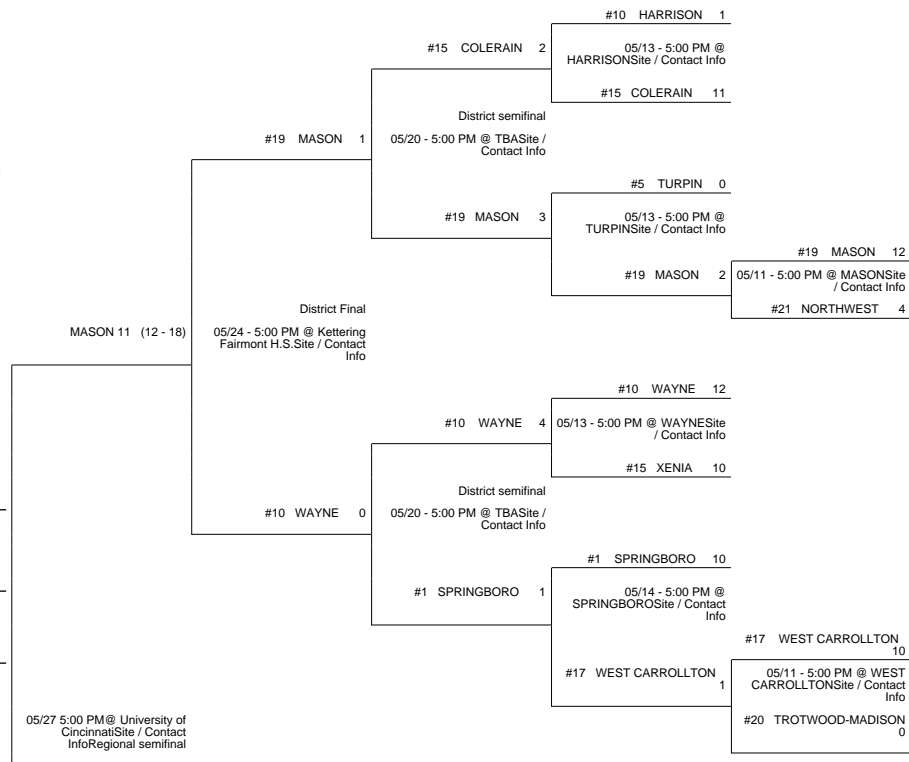 #10 HARRISON 1
#15 COLERAIN 2
05/13 - 5:00 PM @
HARRISONSite / Contact Info
#15 COLERAIN 11
District semifinal
#19 MASON 1
05/20 - 5:00 PM @ TBASite /
Contact Info
#5 TURPIN 0
#19 MASON 3
05/13 - 5:00 PM @
TURPINSite / Contact Info
#19 MASON 12
#19 MASON 2
05/11 - 5:00 PM @ MASONSite
/ Contact Info
#21 NORTHWEST 4
District Final
MASON 11 (12 - 18)
05/24 - 5:00 PM @ Kettering
Fairmont H.S.Site / Contact
Info
#10 WAYNE 12
#10 WAYNE 4
05/13 - 5:00 PM @ WAYNESite
/ Contact Info
#15 XENIA 10
District semifinal
#10 WAYNE 0
05/20 - 5:00 PM @ TBASite /
Contact Info
#1 SPRINGBORO 10
#1 SPRINGBORO 1
05/14 - 5:00 PM @
SPRINGBOROSite / Contact
Info
#17 WEST CARROLLTON
10
#17 WEST CARROLLTON
1
05/11 - 5:00 PM @ WEST
CARROLLTONSite / Contact
Info
#20 TROTWOOD-MADISON
0
05/27 5:00 PM@ University of
CincinnatiSite / Contact
InfoRegional semifinal